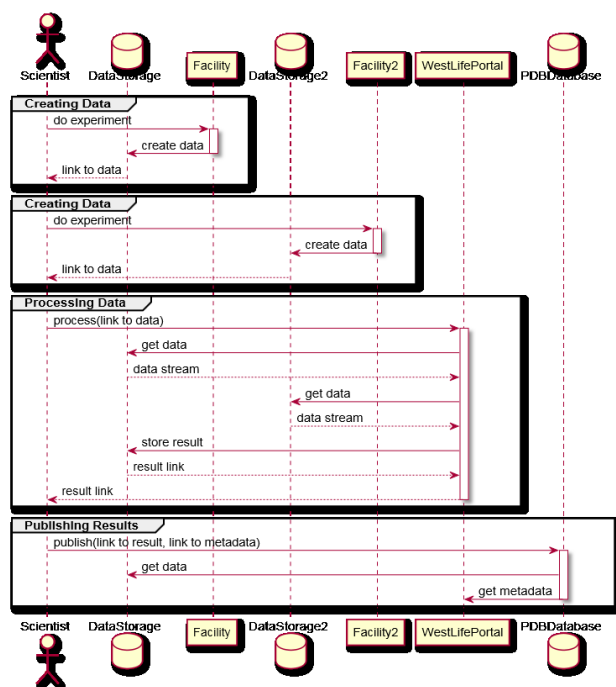 Scientist DataStorage Facility DataStorage2 Facility2 WestLifePortal PDBDatabase
Creating Data
do experiment
create data
link to data
Creating Data
do experiment
create data
link to data
Processing Data
process(link to data)
get data
data stream
get data
data stream
store result
result link
result link
Publishing Results
publish(link to result, link to metadata)
get data
get metadata
Scientist DataStorage Facility DataStorage2 Facility2 WestLifePortal PDBDatabase